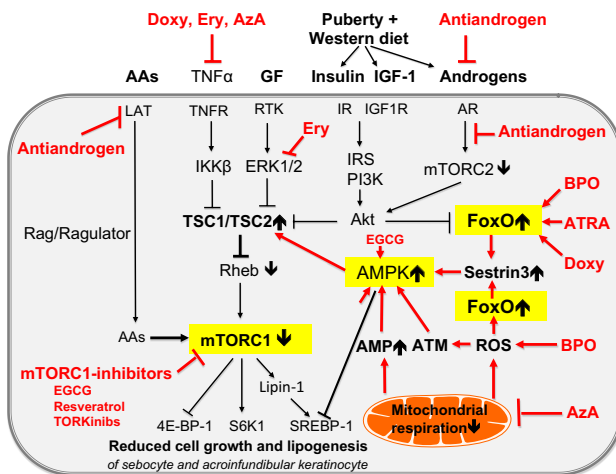 Doxy, Ery, AzA
Puberty +
Western diet
Antiandrogen
AAs
TNFα
GF
Insulin
IGF-1
Androgens
LAT
TNFR
RTK
IR
IGF1R
AR
Antiandrogen
Ery
Antiandrogen
IKKβ
ERK1/2
IRS
PI3K
mTORC2
BPO
Rag/Ragulator
TSC1/TSC2
Akt
FoxO
ATRA
EGCG
Doxy
Rheb
AMPK
Sestrin3
FoxO
AAs
mTORC1
AMP
ATM
ROS
BPO
mTORC1-inhibitors
EGCG
Resveratrol
TORKinibs
Lipin-1
Mitochondrial
respiration
AzA
4E-BP-1
S6K1
SREBP-1
Reduced cell growth and lipogenesis
of sebocyte and acroinfundibular keratinocyte